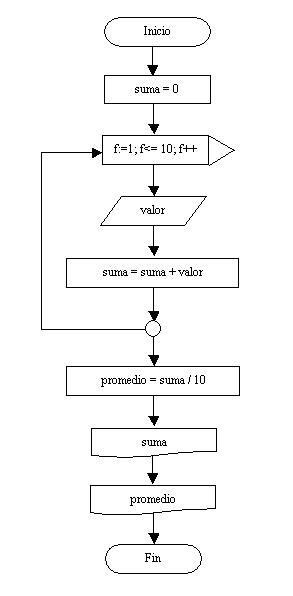 Inicio
suma = 0
f:=1; f<= 10; f++
valor
suma = suma + valor
promedio = suma / 10
suma
promedio
Fin